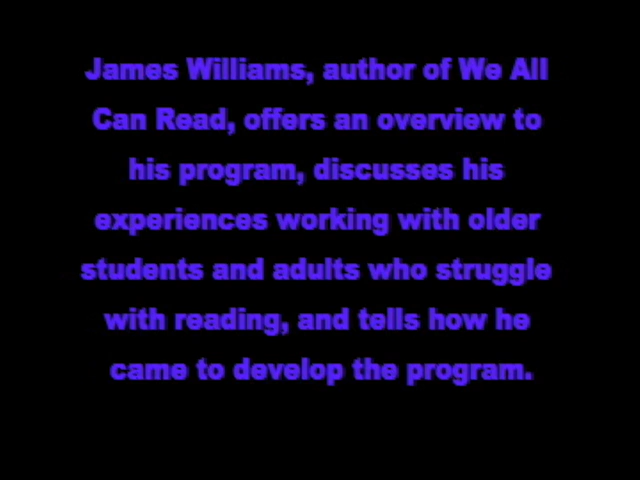 James Williams, author of We All
Can Read, offers an overview to
his program, discusses his
experiences working with older
students and adults who struggle
with reading, and tells how he
came to develop the program.